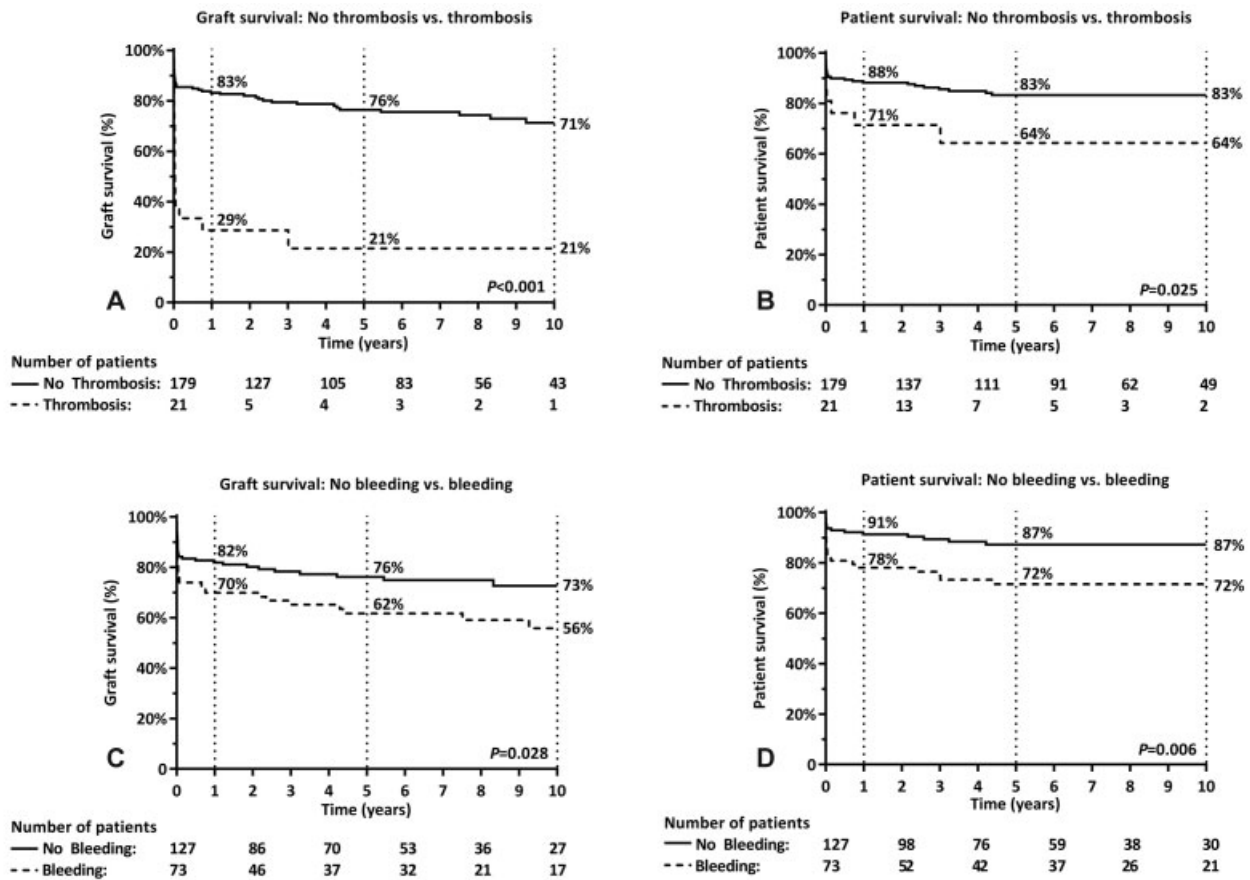 Graft survival: No thrombosis vs. thrombosis
100%
80%
60%
40%
20%
0
Graft survival (%)
83%
76%
71%
29%
21%
21%
P<0.001
A
0 1 2 3 4 5 6 7 8 9 10
Time (years)
Number of patients
No Thrombosis: 179 127 105 83 56 43
Thrombosis: 21 5 4 3 2 1
Patient survival: No thrombosis vs. thrombosis
100%
80%
60%
40%
20%
0
Patient survival (%)
88%
83%
83%
71%
64%
64%
P=0.025
B
0 1 2 3 4 5 6 7 8 9 10
Time (years)
Number of patients
No Thrombosis: 179 137 111 91 62 49
Thrombosis: 21 13 7 5 3 2
Graft survival: No bleeding vs. bleeding
100%
80%
60%
40%
20%
0
Graft survival (%)
82%
76%
73%
70%
62%
56%
P=0.028
C
0 1 2 3 4 5 6 7 8 9 10
Time (years)
Number of patients
No Bleeding: 127 86 70 53 36 27
Bleeding: 73 46 37 32 21 17
Patient survival: No bleeding vs. bleeding
100%
80%
60%
40%
20%
0
Patient survival (%)
91%
87%
87%
78%
72%
72%
P=0.006
D
0 1 2 3 4 5 6 7 8 9 10
Time (years)
Number of patients
No Bleeding: 127 98 76 59 38 30
Bleeding: 73 52 42 37 26 21